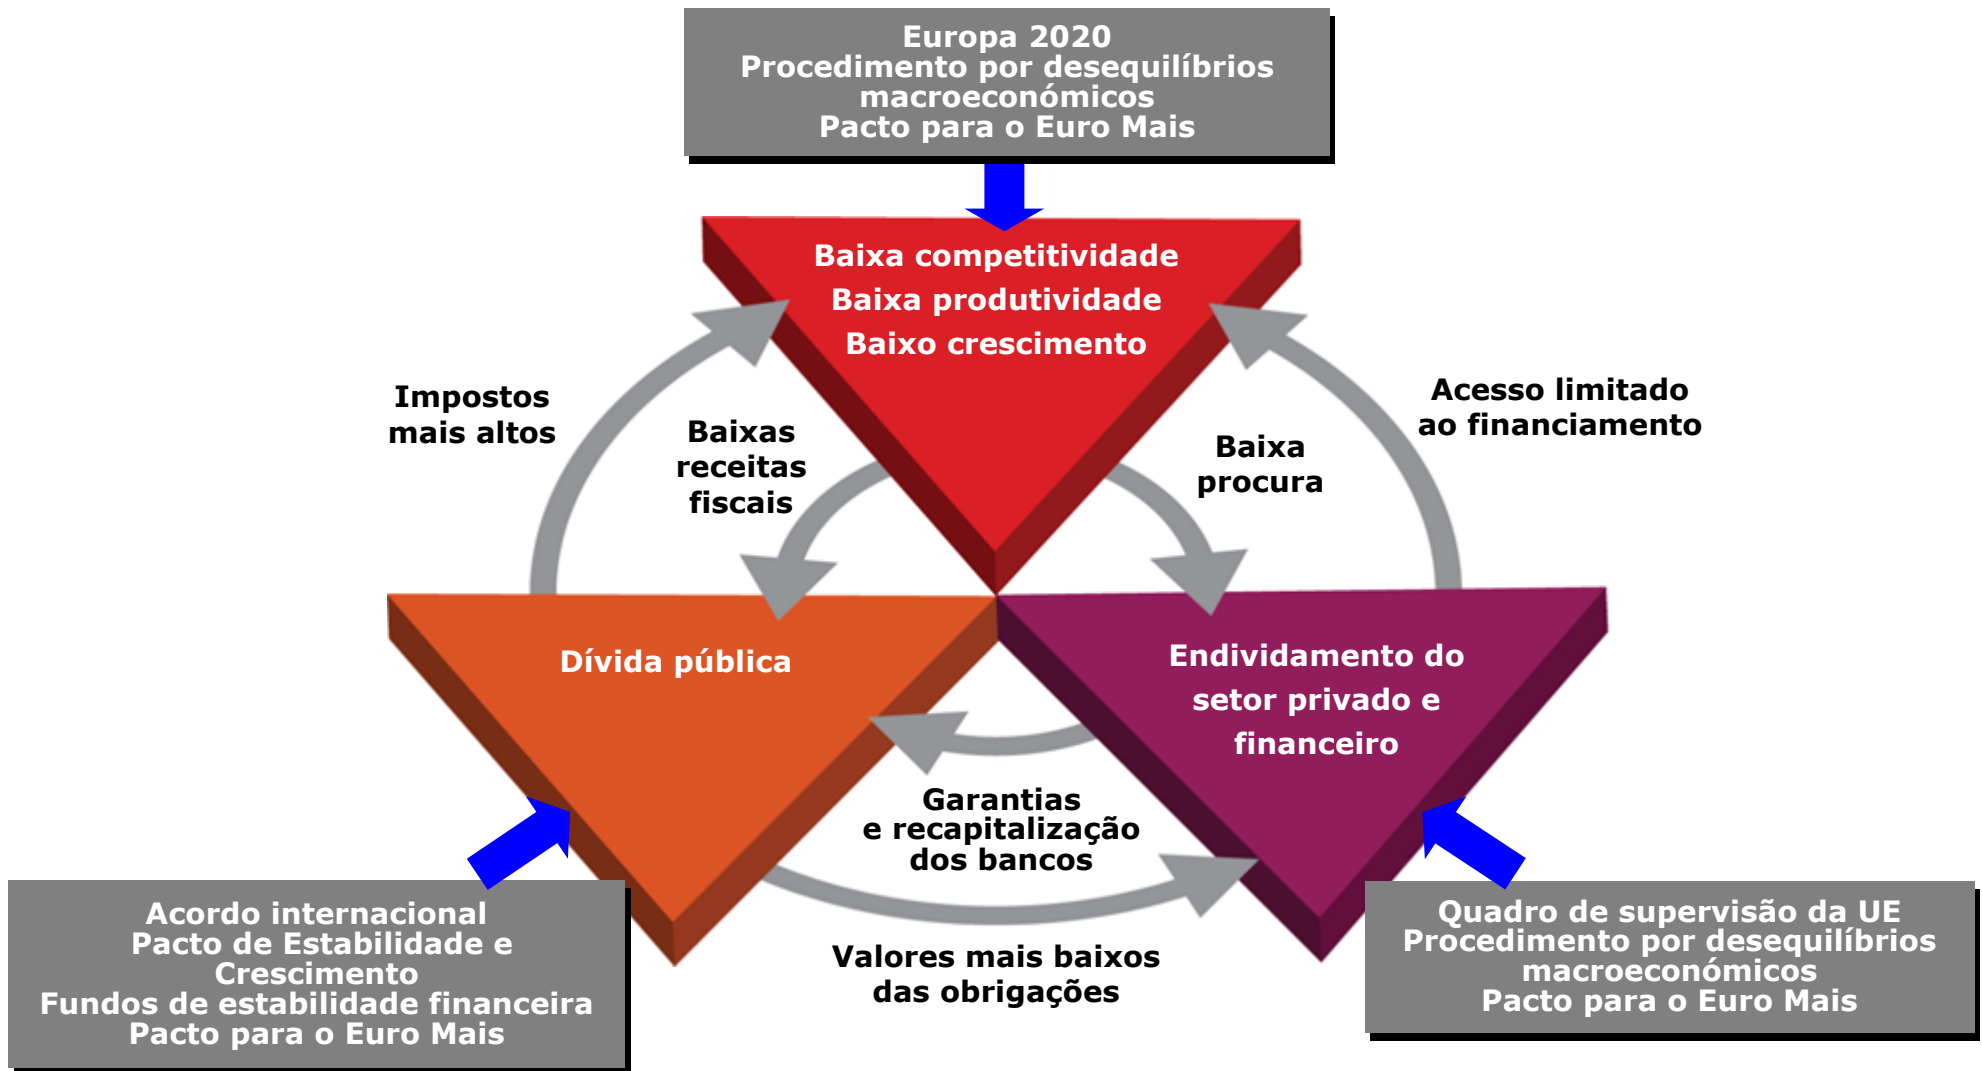 Europa 2020
Procedimento por desequilíbrios
macroeconómicos
Pacto para o Euro Mais
Baixa competitividade
Baixa produtividade
Baixo crescimento
Impostos
mais altos
Baixas
receitas
fiscais
Baixa
procura
Acesso limitado
ao financiamento
Dívida pública
Endividamento do
setor privado e
financeiro
Garantias
e recapitalização
dos bancos
Valores mais baixos
das obrigações
Acordo internacional
Pacto de Estabilidade e
Crescimento
Fundos de estabilidade financeira
Pacto para o Euro Mais
Quadro de supervisão da UE
Procedimento por desequilíbrios
macroeconómicos
Pacto para o Euro Mais